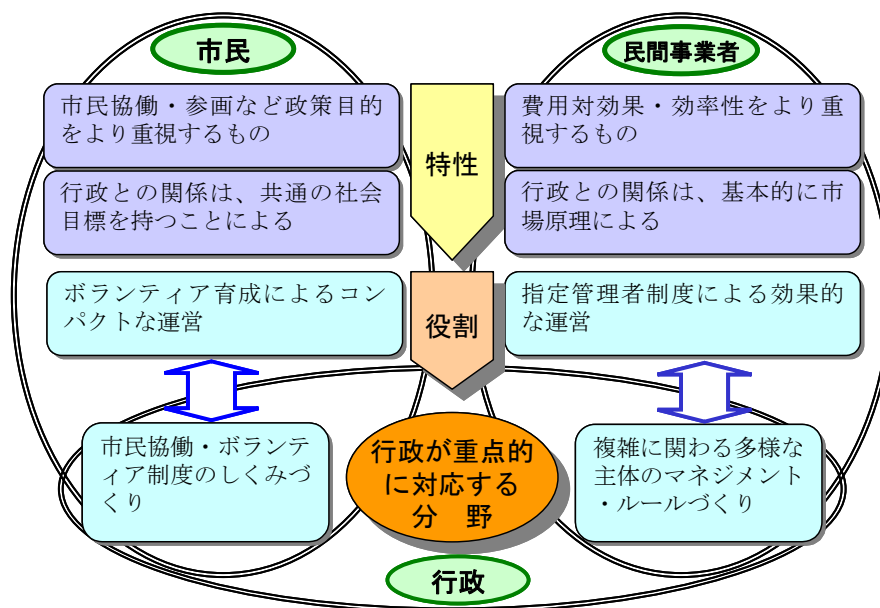 市民
民間事業者
市民協働・参画など政策目的
をより重視するもの
費用対効果・効率性をより重
視するもの
特性
行政との関係は、共通の社会
目標を持つことによる
行政との関係は、基本的に市
場原理による
ボランティア育成によるコン
パクトな運営
役割
指定管理者制度による効果的
な運営
市民協働・ボランテ
ィア制度のしくみづ
くり
行政が重点的
に対応する
分　野
複雑に関わる多様な
主体のマネジメント
・ルールづくり
行政